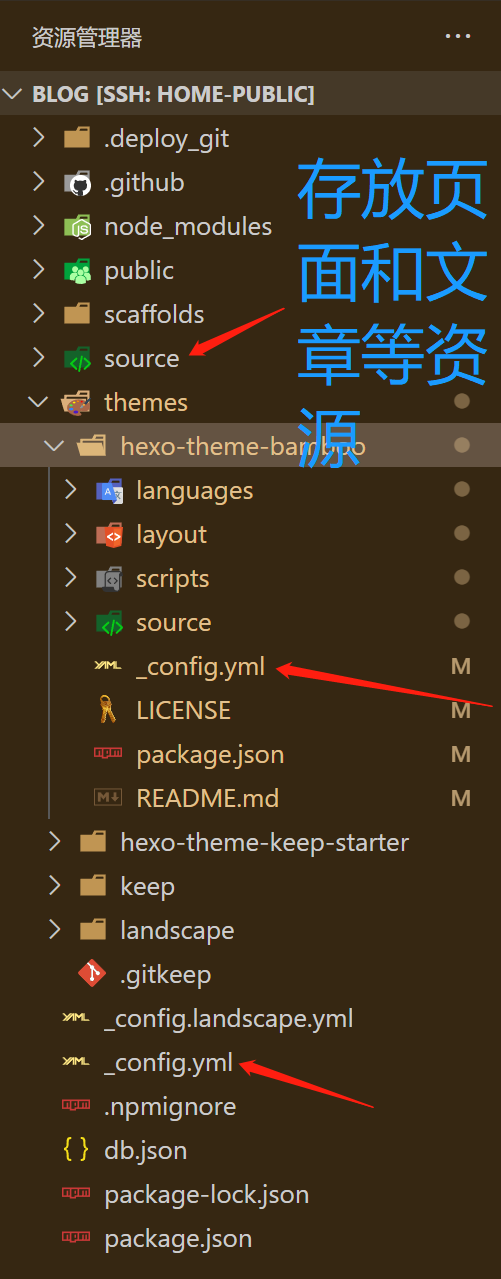 资源管理器
BLOG [SSH: HOME-PUBLIC]
.deploy_git
.github
node_modules
public
scaffolds
source
存放页
面和文
章等资
源
themes
hexo-theme-bamboo
languages
layout
scripts
source
_config.yml M
LICENSE M
package.json M
README.md M
hexo-theme-keep-starter
keep
landscape
.gitkeep
_config.landscape.yml
_config.yml
.npmignore
db.json
package-lock.json
package.json